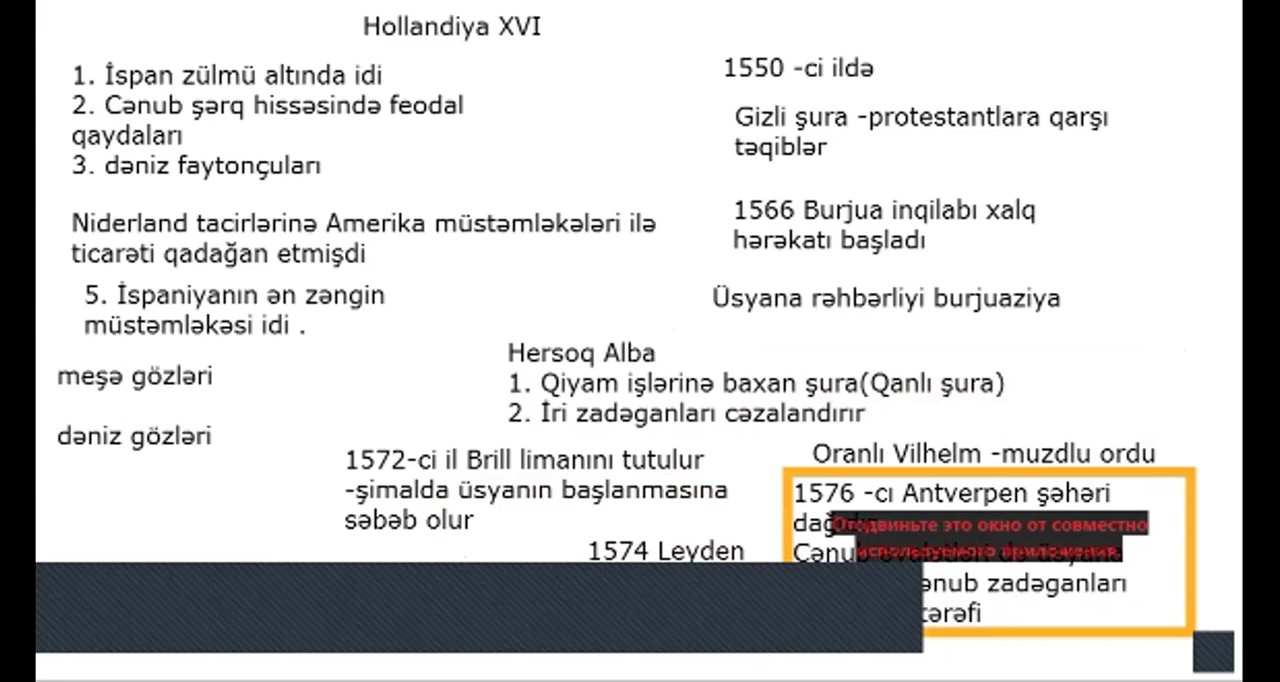 Hollandiya XVI
1. İspan zülmü altında idi
2. Cənub şərq hissəsində feodal
qaydaları
3. dəniz faytonçuları
Niderland tacirlərinə Amerika müstəmləkələri ilə
ticarəti qadağan etmişdi
5. İspaniyanın ən zəngin
müstəmləkəsi idi .
meşə gözləri
dəniz gözləri
1550 -ci ildə
Gizli şura -protestantlara qarşı
təqiblər
1566 Burjua inqilabı xalq
hərəkatı başladı
Üsyana rəhbərliyi burjuaziya
Hersoq Alba
1. Qiyam işlərinə baxan şura(Qanlı şura)
2. İri zadəganları cəzalandırır
1572-ci il Brill limanını tutulur
-şimalda üsyanın başlanmasına
səbəb olur
1574 Leyden
Oranlı Vilhelm -muzdlu ordu
1576 -cı Antverpen şəhəri
Отодвиньте это окно от совместно
используемого приложения.
Cənub
zadəganları
tərəfi